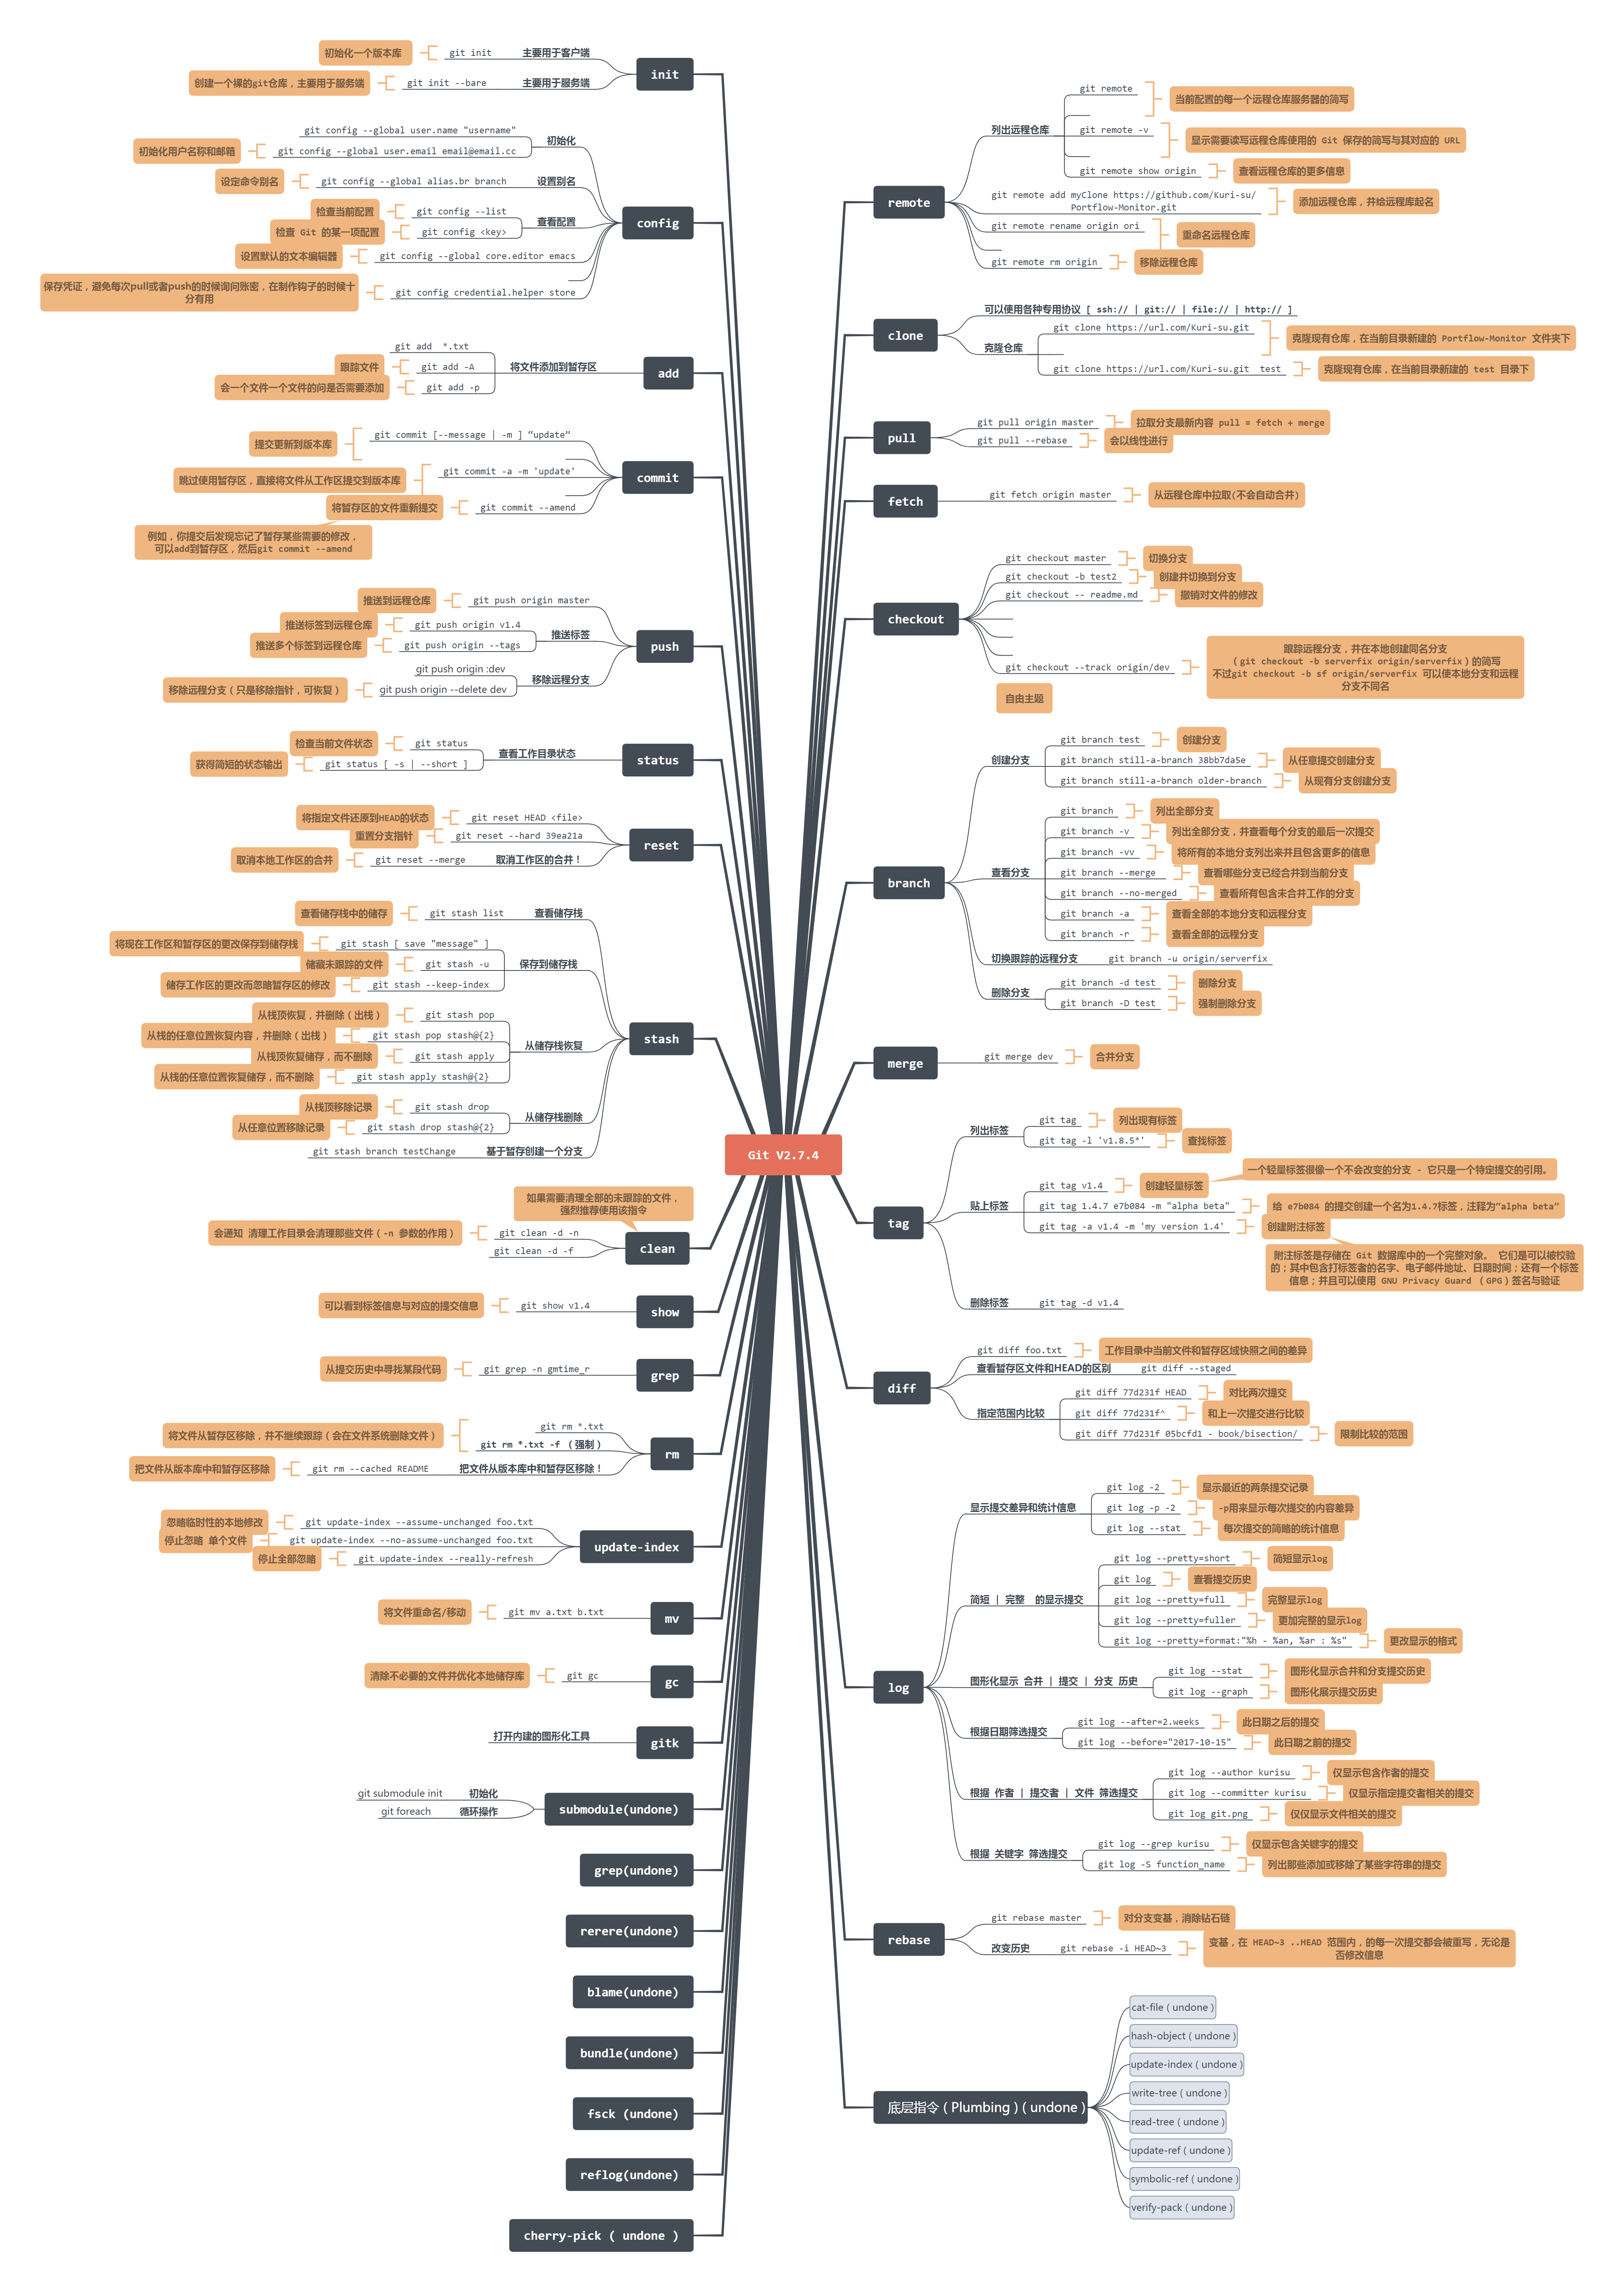 Git V2.7.4
init
git init
主要用于客户端
初始化一个版本库
git init --bare
主要用于服务端
创建一个裸的git仓库，主要用于服务端
config
初始化
git config --global user.name "username"
git config --global user.email email@email.cc
初始化用户名称和邮箱
设置别名
git config --global alias.br branch
设定命令别名
查看配置
git config --list
检查当前配置
git config <key>
检查 Git 的某一项配置
git config --global core.editor emacs
设置默认的文本编辑器
git config credential.helper store
保存凭证，避免每次pull或者push的时候询问账密，在制作钩子的时候十
分有用
add
将文件添加到暂存区
git add  *.txt
git add -A
跟踪文件
git add -p
会一个文件一个文件的问是否需要添加
commit
git commit [--message | -m ] “update”
提交更新到版本库
git commit -a -m 'update'
跳过使用暂存区，直接将文件从工作区提交到版本库
git commit --amend
将暂存区的文件重新提交
例如，你提交后发现忘记了暂存某些需要的修改，
可以add到暂存区，然后git commit --amend
push
git push origin master
推送到远程仓库
推送标签
git push origin v1.4
推送标签到远程仓库
git push origin --tags
推送多个标签到远程仓库
移除远程分支
git push origin :dev
git push origin --delete dev
移除远程分支（只是移除指针，可恢复）
status
查看工作目录状态
git status
检查当前文件状态
git status [ -s | --short ]
获得简短的状态输出
reset
git reset HEAD <file>
将指定文件还原到HEAD的状态
git reset --hard 39ea21a
重置分支指针
取消工作区的合并！
git reset --merge
取消本地工作区的合并
stash
查看储存栈
git stash list
查看储存栈中的储存
保存到储存栈
git stash [ save "message" ]
将现在工作区和暂存区的更改保存到储存栈
git stash -u
储藏未跟踪的文件
git stash --keep-index
储存工作区的更改而忽略暂存区的修改
从储存栈恢复
git stash pop
从栈顶恢复，并删除（出栈）
git stash pop stash@{2}
从栈的任意位置恢复内容，并删除（出栈）
git stash apply
从栈顶恢复储存，而不删除
git stash apply stash@{2}
从栈的任意位置恢复储存，而不删除
从储存栈删除
git stash drop
从栈顶移除记录
git stash drop stash@{2}
从任意位置移除记录
基于暂存创建一个分支
git stash branch testChange
clean
如果需要清理全部的未跟踪的文件，
强烈推荐使用该指令
git clean -d -n
会通知 清理工作目录会清理那些文件（-n 参数的作用）
git clean -d -f
show
git show v1.4
可以看到标签信息与对应的提交信息
grep
git grep -n gmtime_r
从提交历史中寻找某段代码
rm
git rm *.txt
git rm *.txt -f （强制）
将文件从暂存区移除，并不继续跟踪（会在文件系统删除文件）
把文件从版本库中和暂存区移除！
git rm --cached README
把文件从版本库中和暂存区移除
update-index
git update-index --assume-unchanged foo.txt
忽略临时性的本地修改
git update-index --no-assume-unchanged foo.txt
停止忽略 单个文件
git update-index --really-refresh
停止全部忽略
mv
git mv a.txt b.txt
将文件重命名/移动
gc
git gc
清除不必要的文件并优化本地储存库
gitk
打开内建的图形化工具
submodule(undone)
初始化
git submodule init
循环操作
git foreach
grep(undone)
rerere(undone)
blame(undone)
bundle(undone)
fsck (undone)
reflog(undone)
cherry-pick ( undone )
remote
列出远程仓库
git remote
当前配置的每一个远程仓库服务器的简写
git remote -v
显示需要读写远程仓库使用的 Git 保存的简写与其对应的 URL
git remote show origin
查看远程仓库的更多信息
git remote add myClone https://github.com/Kuri-su/
Portflow-Monitor.git
添加远程仓库，并给远程库起名
git remote rename origin ori
重命名远程仓库
git remote rm origin
移除远程仓库
clone
可以使用各种专用协议 [ ssh:// | git:// | file:// | http:// ]
克隆仓库
git clone https://url.com/Kuri-su.git
克隆现有仓库，在当前目录新建的 Portflow-Monitor 文件夹下
git clone https://url.com/Kuri-su.git  test
克隆现有仓库，在当前目录新建的 test 目录下
pull
git pull origin master
拉取分支最新内容 pull = fetch + merge
git pull --rebase
会以线性进行
fetch
git fetch origin master
从远程仓库中拉取(不会自动合并)
checkout
git checkout master
切换分支
git checkout -b test2
创建并切换到分支
git checkout -- readme.md
撤销对文件的修改
git checkout --track origin/dev
跟踪远程分支，并在本地创建同名分支
（git checkout -b serverfix origin/serverfix）的简写
不过git checkout -b sf origin/serverfix 可以使本地分支和远程
分支不同名
自由主题
branch
创建分支
git branch test
创建分支
git branch still-a-branch 38bb7da5e
从任意提交创建分支
git branch still-a-branch older-branch
从现有分支创建分支
查看分支
git branch
列出全部分支
git branch -v
列出全部分支，并查看每个分支的最后一次提交
git branch -vv
将所有的本地分支列出来并且包含更多的信息
git branch --merge
查看哪些分支已经合并到当前分支
git branch --no-merged
查看所有包含未合并工作的分支
git branch -a
查看全部的本地分支和远程分支
git branch -r
查看全部的远程分支
切换跟踪的远程分支
git branch -u origin/serverfix
删除分支
git branch -d test
删除分支
git branch -D test
强制删除分支
merge
git merge dev
合并分支
tag
列出标签
git tag
列出现有标签
git tag -l 'v1.8.5*'
查找标签
贴上标签
git tag v1.4
创建轻量标签
一个轻量标签很像一个不会改变的分支 - 它只是一个特定提交的引用。
git tag 1.4.7 e7b084 -m "alpha beta"
给 e7b084 的提交创建一个名为1.4.7标签，注释为“alpha beta”
git tag -a v1.4 -m 'my version 1.4'
创建附注标签
附注标签是存储在 Git 数据库中的一个完整对象。 它们是可以被校验
的；其中包含打标签者的名字、电子邮件地址、日期时间；还有一个标签
信息；并且可以使用 GNU Privacy Guard （GPG）签名与验证
删除标签
git tag -d v1.4
diff
git diff foo.txt
工作目录中当前文件和暂存区域快照之间的差异
查看暂存区文件和HEAD的区别
git diff --staged
指定范围内比较
git diff 77d231f HEAD
对比两次提交
git diff 77d231f^
和上一次提交进行比较
git diff 77d231f 05bcfd1 - book/bisection/
限制比较的范围
log
显示提交差异和统计信息
git log -2
显示最近的两条提交记录
git log -p -2
-p用来显示每次提交的内容差异
git log --stat
每次提交的简略的统计信息
简短 | 完整  的显示提交
git log --pretty=short
简短显示log
git log
查看提交历史
git log --pretty=full
完整显示log
git log --pretty=fuller
更加完整的显示log
git log --pretty=format:"%h - %an, %ar : %s"
更改显示的格式
图形化显示 合并 | 提交 | 分支 历史
git log --stat
图形化显示合并和分支提交历史
git log --graph
图形化展示提交历史
根据日期筛选提交
git log --after=2.weeks
此日期之后的提交
git log --before="2017-10-15"
此日期之前的提交
根据 作者 | 提交者 | 文件 筛选提交
git log --author kurisu
仅显示包含作者的提交
git log --committer kurisu
仅显示指定提交者相关的提交
git log git.png
仅仅显示文件相关的提交
根据 关键字 筛选提交
git log --grep kurisu
仅显示包含关键字的提交
git log -S function_name
列出那些添加或移除了某些字符串的提交
rebase
git rebase master
对分支变基，消除钻石链
改变历史
git rebase -i HEAD~3
变基，在 HEAD~3 ..HEAD 范围内，的每一次提交都会被重写，无论是
否修改信息
底层指令 ( Plumbing ) ( undone )
cat-file ( undone )
hash-object ( undone )
update-index ( undone )
write-tree ( undone )
read-tree ( undone )
update-ref ( undone )
symbolic-ref ( undone )
verify-pack ( undone )